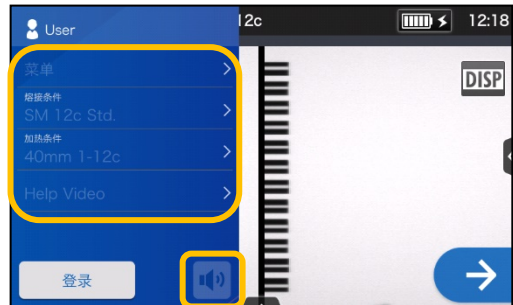 User
12c
12:18
菜单
熔接条件
SM 12c Std.
加热条件
40mm 1-12c
Help Video
登录
DISP